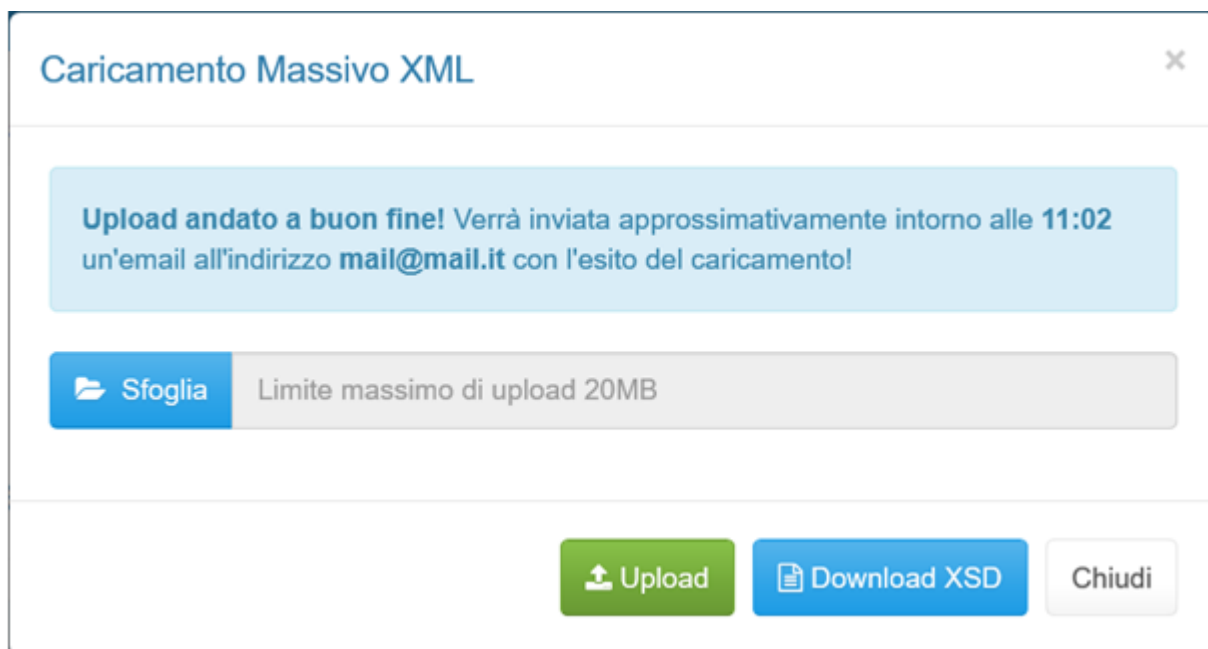 Caricamento Massivo XML
×
Upload andato a buon fine! Verrà inviata approssimativamente intorno alle 11:02
un'email all'indirizzo mail@mail.it con l'esito del caricamento!
Sfoglia Limite massimo di upload 20MB
Upload Download XSD Chiudi